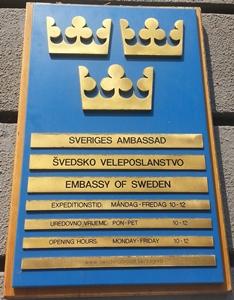 SVERIGES AMBASSAD
ŠVEDSKO VELEPOSLANSTVO
EMBASSY OF SWEDEN
EXPEDITIONSTID: MÅNDAG-FREDAG 10-12
UREDOVNO VRIJEME: PON-PET 10-12
OPENING HOURS: MONDAY-FRIDAY 10-12